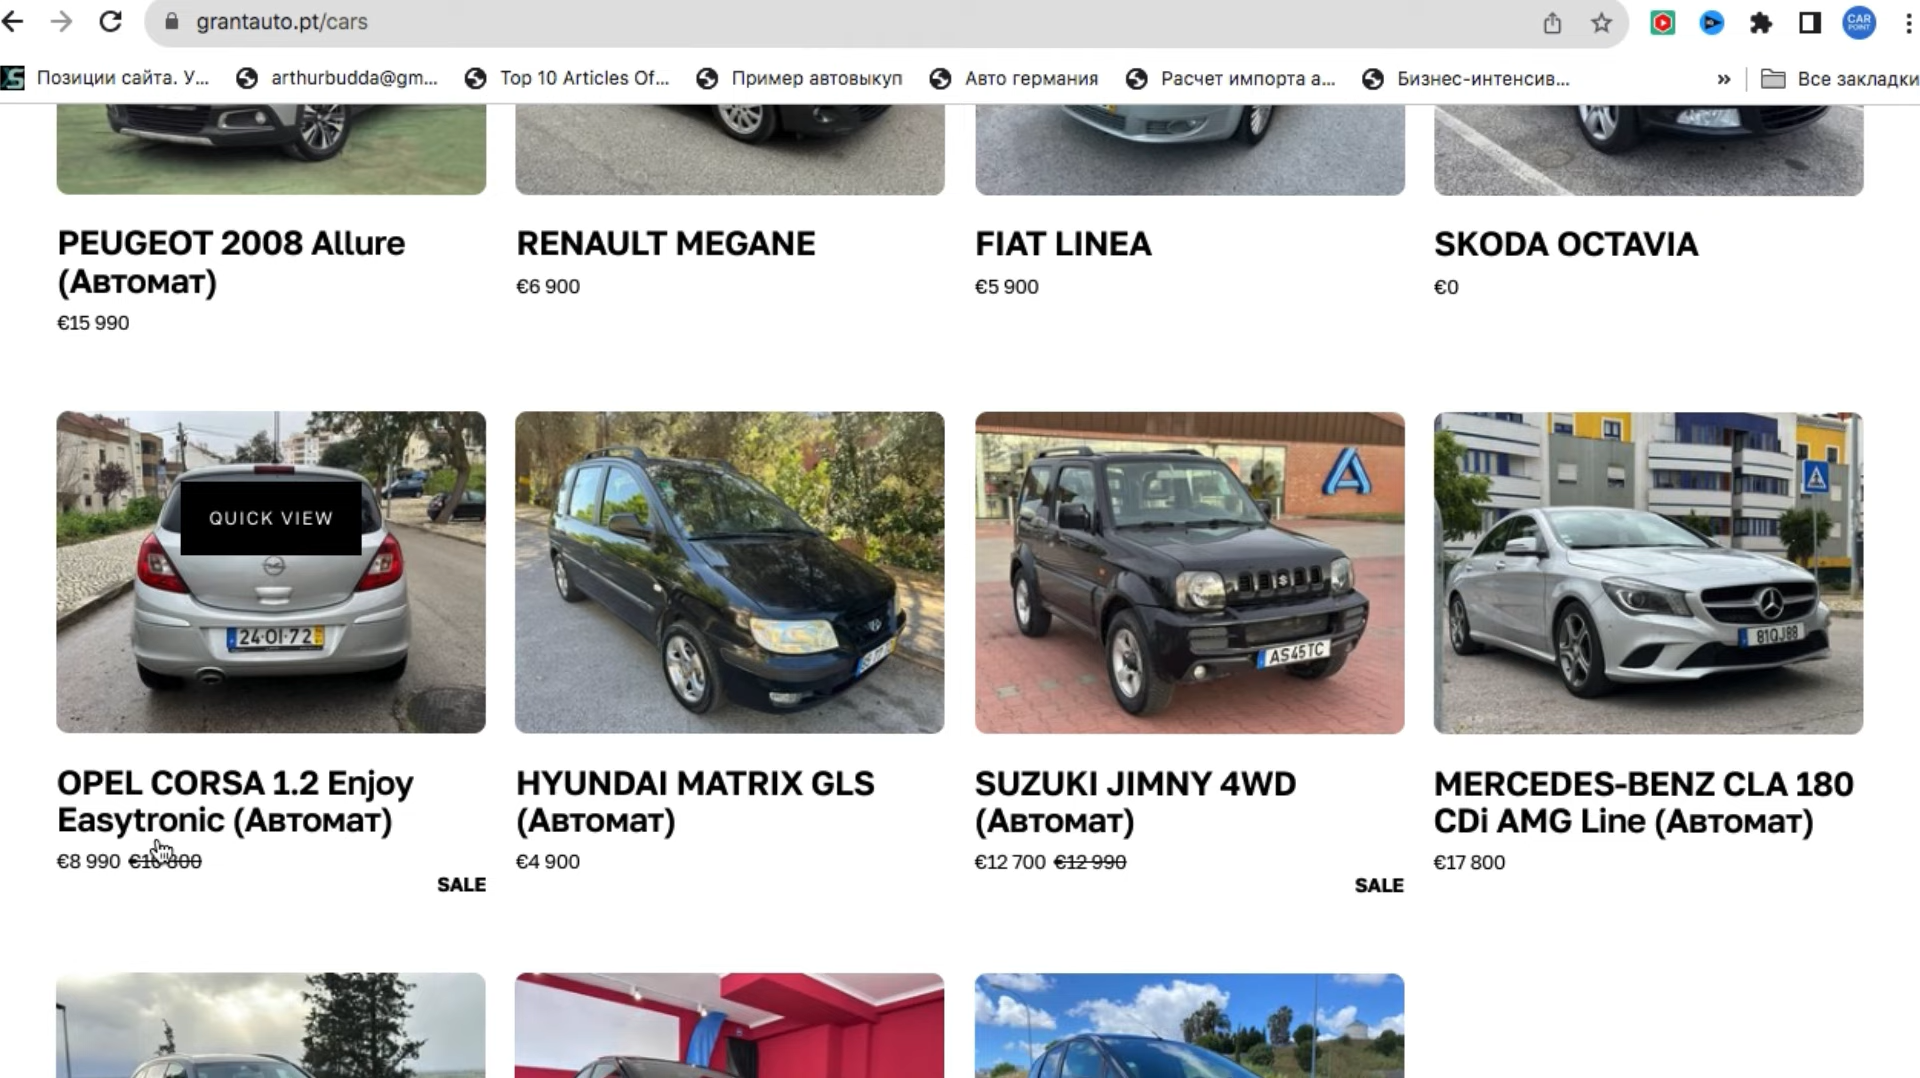 grantauto.pt/cars
CAR
POINT
Позиции сайта. У...
arthurbudda@gm...
Top 10 Articles Of...
Пример автовыкуп
Авто германия
Расчет импорта а...
Бизнес-интенсив...
»
Все закладки
PEUGEOT 2008 Allure
(Автомат)
€15 990
RENAULT MEGANE
€6 900
FIAT LINEA
€5 900
SKODA OCTAVIA
€0
QUICK VIEW
24·OI·72
OPEL CORSA 1.2 Enjoy
Easytronic (Автомат)
€8 990
SALE
HYUNDAI MATRIX GLS
(Автомат)
€4 900
AS45TC
SUZUKI JIMNY 4WD
(Автомат)
€12 700 €12 990
SALE
81QJ88
MERCEDES-BENZ CLA 180
CDi AMG Line (Автомат)
€17 800